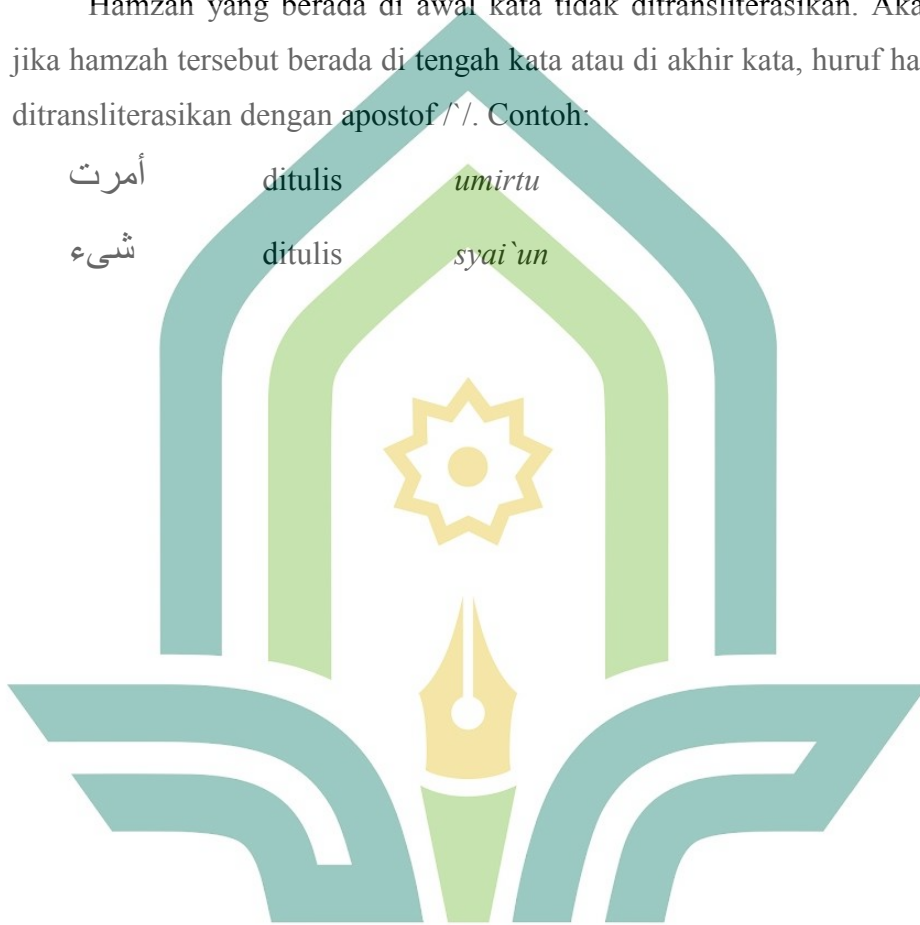 Hamzah yang berada di awal kata tidak ditransliterasikan. Aka
jika hamzah tersebut berada di tengah kata atau di akhir kata, huruf ha
ditransliterasikan dengan apostof /`/. Contoh:
أمرت ditulis umirtu
شىء ditulis syai`un